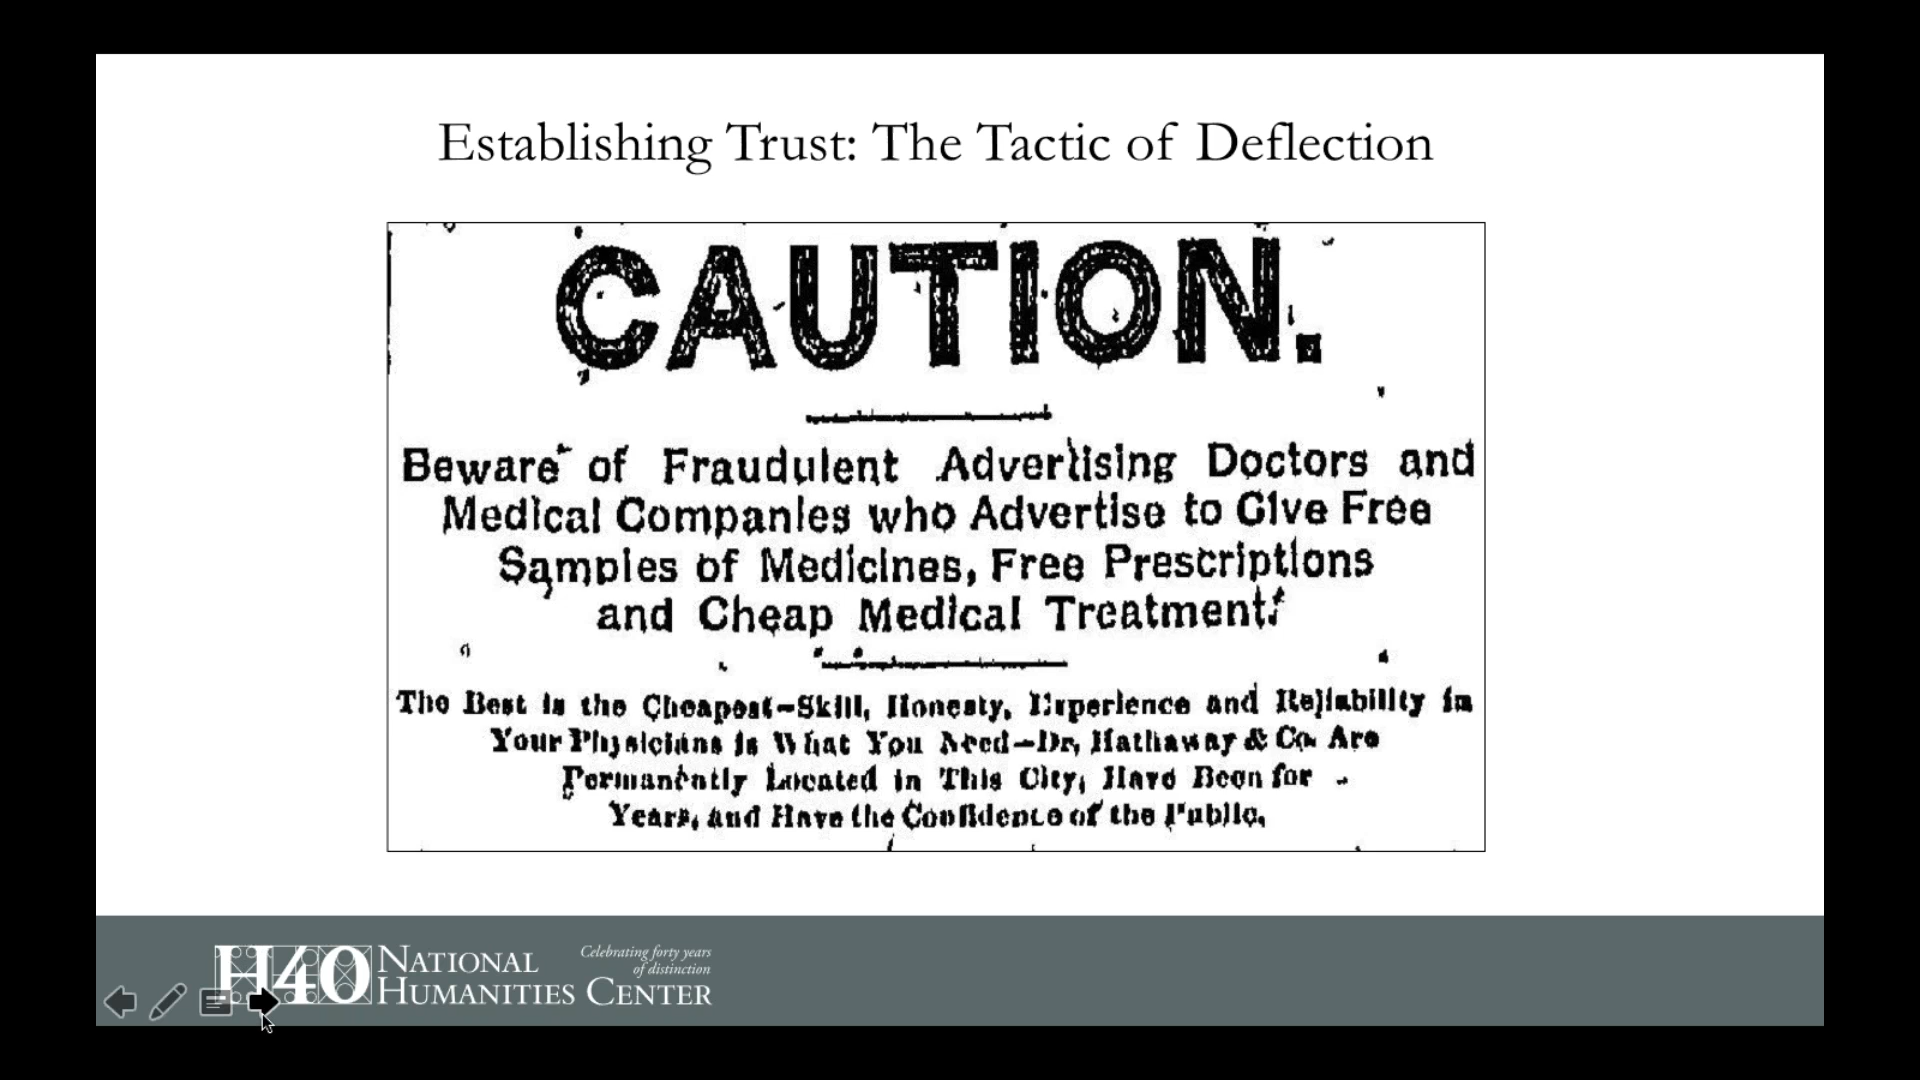 Establishing Trust: The Tactic of Deflection
CAUTION.
Beware of Fraudulent Advertising Doctors and
Medical Companies who Advertise to Give Free
Samples of Medicines, Free Prescriptions
and Cheap Medical Treatment.
The Best is the Cheapest—Skill, Honesty, Experience and Reliability in
Your Physicians is What You Need—Dr. Hathaway & Co. Are
Permanently Located in This City, Have Been for
Years, and Have the Confidence of the Public.
H40 NATIONAL HUMANITIES CENTER
Celebrating forty years
of distinction